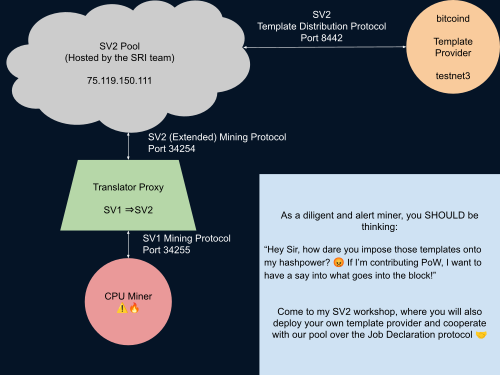 SV2 Pool
(Hosted by the SRI team)
75.119.150.111
SV2
Template Distribution Protocol
Port 8442
bitcoind
Template
Provider
testnet3
SV2 (Extended) Mining Protocol
Port 34254
Translator Proxy
SV1 ⇒SV2
SV1 Mining Protocol
Port 34255
CPU Miner
⚠️🔥
As a diligent and alert miner, you SHOULD be
thinking:
“Hey Sir, how dare you impose those templates onto
my hashpower? 😡 If I’m contributing PoW, I want to
have a say into what goes into the block!”
Come to my SV2 workshop, where you will also
deploy your own template provider and cooperate
with our pool over the Job Declaration protocol 🤝